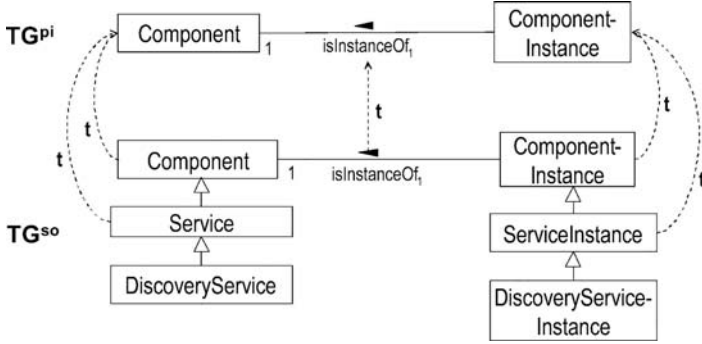 TGpi
Component
1
isInstanceOf1
Component-
Instance
t
t
t
t
t
Component
1
isInstanceOf1
Component-
Instance
TGso
Service
ServiceInstance
DiscoveryService
DiscoveryService-
Instance